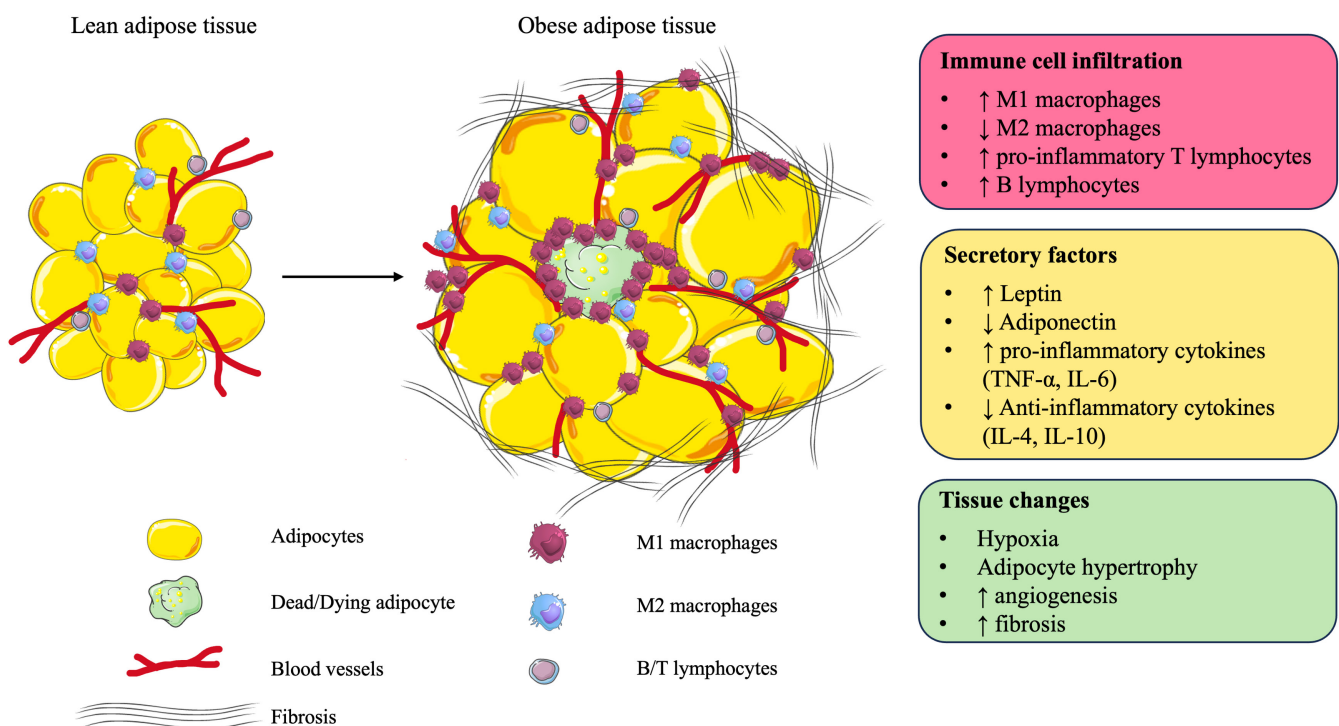 Lean adipose tissue
Obese adipose tissue
Immune cell infiltration
• ↑ M1 macrophages
• ↓ M2 macrophages
• ↑ pro-inflammatory T lymphocytes
• ↑ B lymphocytes
Secretory factors
• ↑ Leptin
• ↓ Adiponectin
• ↑ pro-inflammatory cytokines
(TNF-α, IL-6)
• ↓ Anti-inflammatory cytokines
(IL-4, IL-10)
Tissue changes
• Hypoxia
• Adipocyte hypertrophy
• ↑ angiogenesis
• ↑ fibrosis
Adipocytes
Dead/Dying adipocyte
Blood vessels
Fibrosis
M1 macrophages
M2 macrophages
B/T lymphocytes